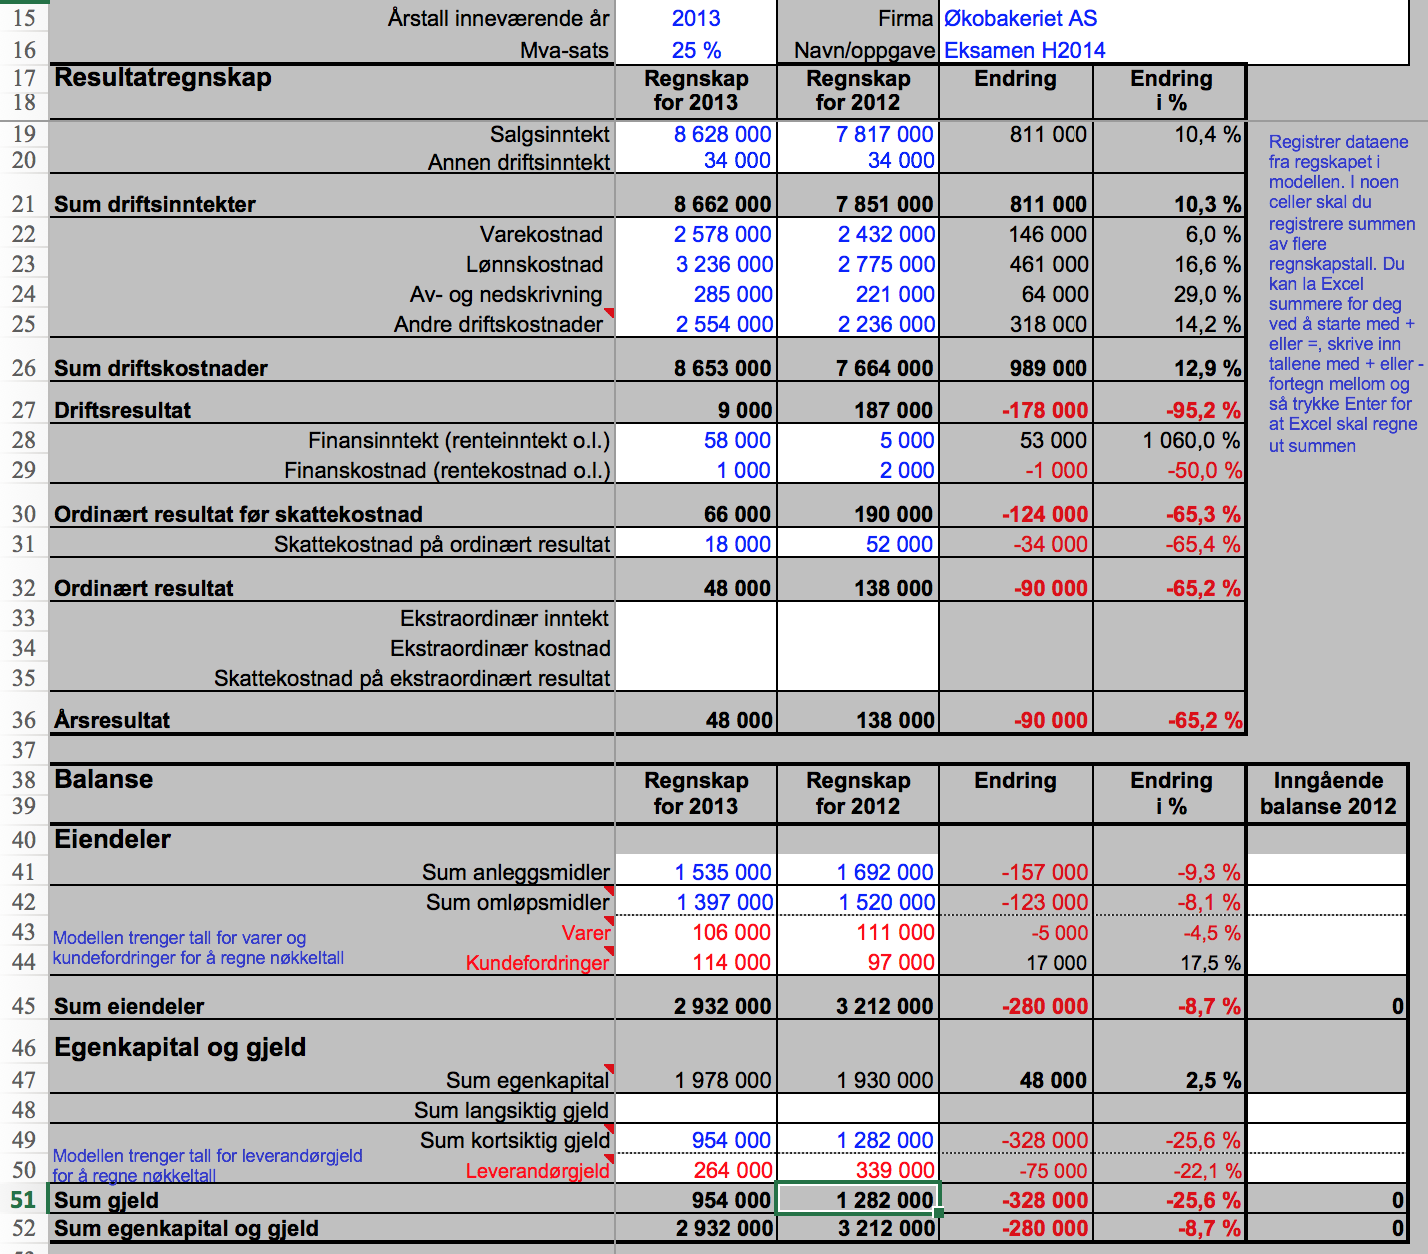 15 Årstall inneværende år 2013 Firma Økobakeriet AS
16 Mva-sats 25 % Navn/oppgave Eksamen H2014
17 Resultatregnskap Regnskap Regnskap Endring Endring
18 for 2013 for 2012 i %
19 Salgsinntekt 8 628 000 7 817 000 811 000 10,4 %
20 Annen driftsinntekt 34 000 34 000
21 Sum driftsinntekter 8 662 000 7 851 000 811 000 10,3 %
22 Varekostnad 2 578 000 2 432 000 146 000 6,0 %
23 Lønnskostnad 3 236 000 2 775 000 461 000 16,6 %
24 Av- og nedskrivning 285 000 221 000 64 000 29,0 %
25 Andre driftskostnader 2 554 000 2 236 000 318 000 14,2 %
26 Sum driftskostnader 8 653 000 7 664 000 989 000 12,9 %
27 Driftsresultat 9 000 187 000 -178 000 -95,2 %
28 Finansinntekt (renteinntekt o.l.) 58 000 5 000 53 000 1 060,0 %
29 Finanskostnad (rentekostnad o.l.) 1 000 2 000 -1 000 -50,0 %
30 Ordinært resultat før skattekostnad 66 000 190 000 -124 000 -65,3 %
31 Skattekostnad på ordinært resultat 18 000 52 000 -34 000 -65,4 %
32 Ordinært resultat 48 000 138 000 -90 000 -65,2 %
33 Ekstraordinær inntekt
34 Ekstraordinær kostnad
35 Skattekostnad på ekstraordinært resultat
36 Årsresultat 48 000 138 000 -90 000 -65,2 %
37
Registrer dataene
fra regskapet i
modellen. I noen
celler skal du
registrere summen
av flere
regnskapstall. Du
kan la Excel
summere for deg
ved å starte med +
eller =, skrive inn
tallene med + eller -
fortegn mellom og
så trykke Enter for
at Excel skal regne
ut summen
38 Balanse Regnskap Regnskap Endring Endring Inngående
39 for 2013 for 2012 i % balanse 2012
40 Eiendeler
41 Sum anleggsmidler 1 535 000 1 692 000 -157 000 -9,3 %
42 Sum omløpsmidler 1 397 000 1 520 000 -123 000 -8,1 %
43 Modellen trenger tall for varer og Varer 106 000 111 000 -5 000 -4,5 %
44 kundefordringer for å regne nøkkeltall Kundefordringer 114 000 97 000 17 000 17,5 %
45 Sum eiendeler 2 932 000 3 212 000 -280 000 -8,7 % 0
46 Egenkapital og gjeld
47 Sum egenkapital 1 978 000 1 930 000 48 000 2,5 %
48 Sum langsiktig gjeld
49 Sum kortsiktig gjeld 954 000 1 282 000 -328 000 -25,6 %
Modellen trenger tall for leverandørgjeld
50 for å regne nøkkeltall Leverandørgjeld 264 000 339 000 -75 000 -22,1 %
51 Sum gjeld 954 000 1 282 000 -328 000 -25,6 % 0
52 Sum egenkapital og gjeld 2 932 000 3 212 000 -280 000 -8,7 % 0